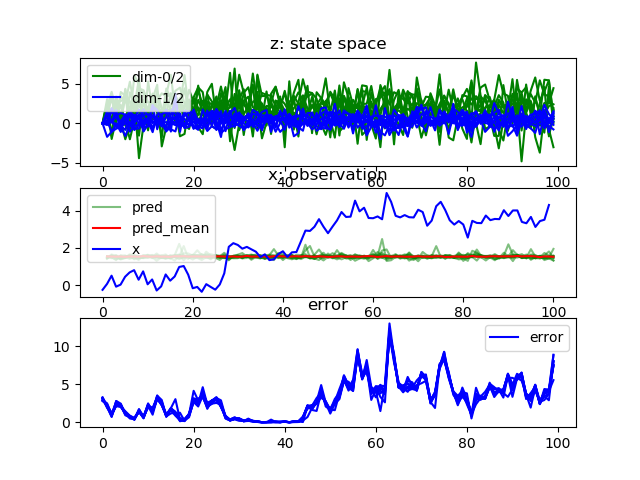 z: state space
dim-0/2
dim-1/2
5
0
−5
0 20 40 60 80 100
x: observation
pred
pred_mean
x
4
2
0
0 20 40 60 80 100
error
error
10
5
0
0 20 40 60 80 100